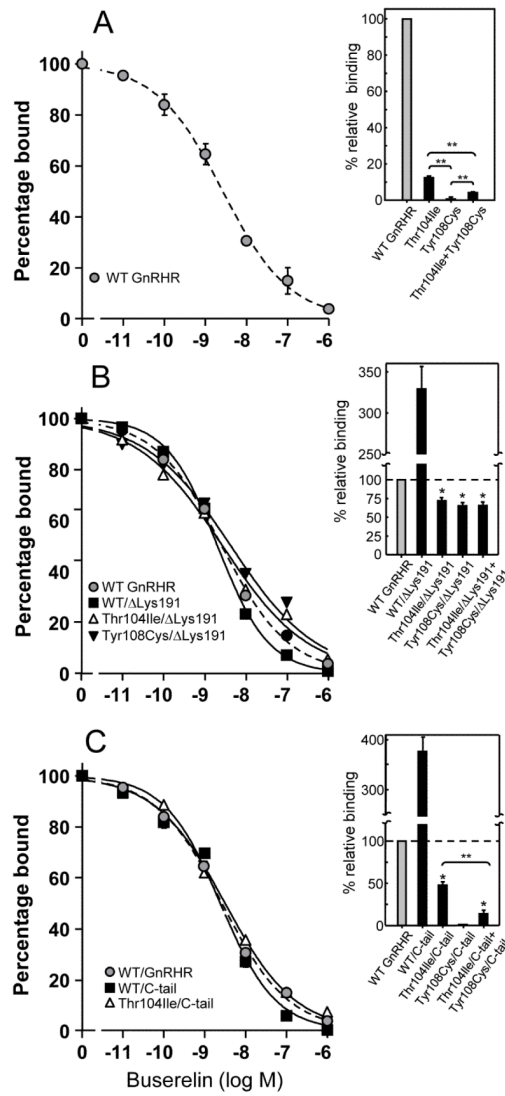 A
Percentage bound
100
80
60
40
20
0
0 -11 -10 -9 -8 -7 -6
WT GnRHR
% relative binding
100
80
60
40
20
10
0
**
**
**
WT GnRHR
Thr104Ile
Tyr108Cys
Thr104Ile+Tyr108Cys
B
Percentage bound
100
80
60
40
20
0
0 -11 -10 -9 -8 -7 -6
WT GnRHR
WT/ΔLys191
Thr104Ile/ΔLys191
Tyr108Cys/ΔLys191
% relative binding
350
300
250
100
75
50
25
0
* * *
WT GnRHR
WT/ΔLys191
Thr104Ile/ΔLys191
Tyr108Cys/ΔLys191
Thr104Ile/ΔLys191+
Tyr108Cys/ΔLys191
C
Percentage bound
100
80
60
40
20
0
0 -11 -10 -9 -8 -7 -6
WT/GnRHR
WT/C-tail
Thr104Ile/C-tail
Buserelin (log M)
% relative binding
400
300
100
50
0
**
* *
WT GnRHR
WT/C-tail
Thr104Ile/C-tail
Tyr108Cys/C-tail
Thr104Ile/C-tail+
Tyr108Cys/C-tail